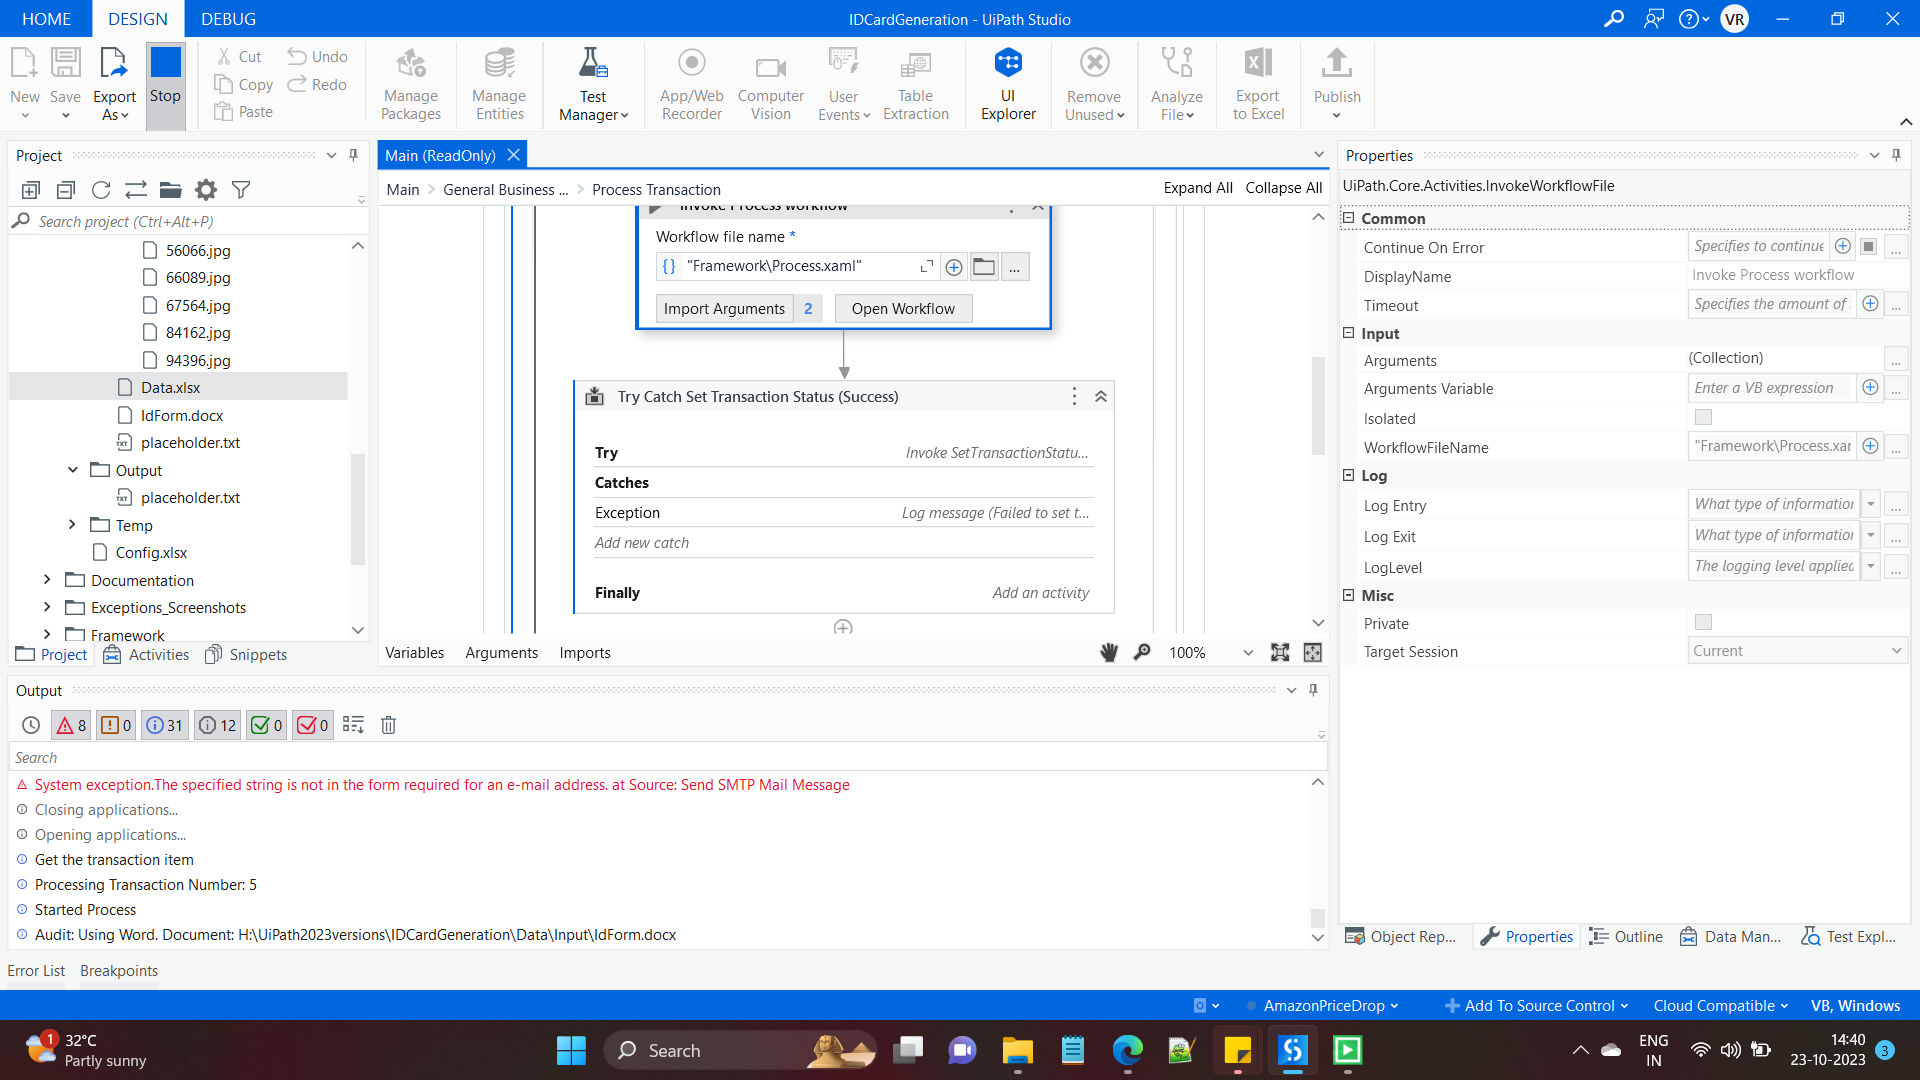 HOME DESIGN DEBUG IDCardGeneration - UiPath Studio VR
New
Save
Export As
Stop
Cut
Copy
Paste
Undo
Redo
Manage Packages
Manage Entities
Test Manager
App/Web Recorder
Computer Vision
User Events
Table Extraction
UI Explorer
Remove Unused
Analyze File
Export to Excel
Publish
Project
Search project (Ctrl+Alt+P)
56066.jpg
66089.jpg
67564.jpg
84162.jpg
94396.jpg
Data.xlsx
IdForm.docx
placeholder.txt
Output
placeholder.txt
Temp
Config.xlsx
Documentation
Exceptions_Screenshots
Framework
Project Activities Snippets
Main (ReadOnly)
Main > General Business ... > Process Transaction
Expand All Collapse All
Invoke Process workflow
Workflow file name *
{} "Framework\Process.xaml" ...
Import Arguments 2 Open Workflow
Try Catch Set Transaction Status (Success)
Try Invoke SetTransactionStatu...
Catches
Exception Log message (Failed to set t...
Add new catch
Finally Add an activity
Variables Arguments Imports 100%
Properties
UiPath.Core.Activities.InvokeWorkflowFile
Common
Continue On Error Specifies to continue ...
DisplayName Invoke Process workflow
Timeout Specifies the amount of ...
Input
Arguments (Collection) ...
Arguments Variable Enter a VB expression ...
Isolated
WorkflowFileName "Framework\Process.xar ...
Log
Log Entry What type of information ...
Log Exit What type of information ...
LogLevel The logging level applied ...
Misc
Private
Target Session Current
Object Rep... Properties Outline Data Man... Test Expl...
Output
8 0 31 12 0 0
Search
System exception.The specified string is not in the form required for an e-mail address. at Source: Send SMTP Mail Message
Closing applications...
Opening applications...
Get the transaction item
Processing Transaction Number: 5
Started Process
Audit: Using Word. Document: H:\UiPath2023versions\IDCardGeneration\Data\Input\IdForm.docx
Error List Breakpoints
AmazonPriceDrop Add To Source Control Cloud Compatible VB, Windows
1 32°C
Partly sunny
Search
ENG
IN
14:40
23-10-2023
3